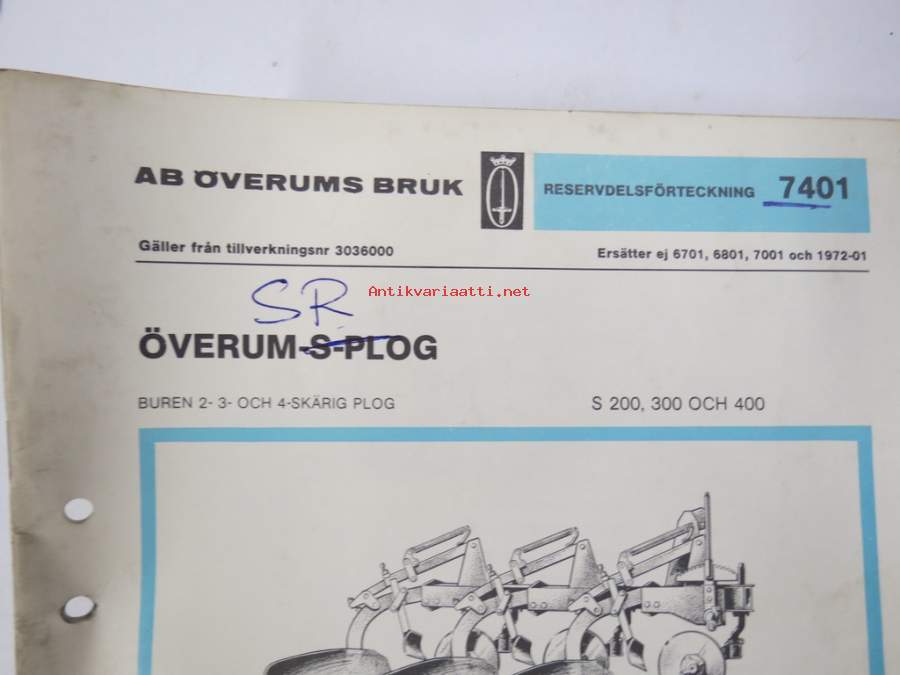 AB ÖVERUMS BRUK
RESERVDELSFÖRTECKNING 7401
Gäller från tillverkningsnr 3036000
Ersätter ej 6701, 6801, 7001 och 1972-01
SR
Antikvariaatti.net
ÖVERUM-S-PLOG
BUREN 2- 3- OCH 4-SKÄRIG PLOG
S 200, 300 OCH 400